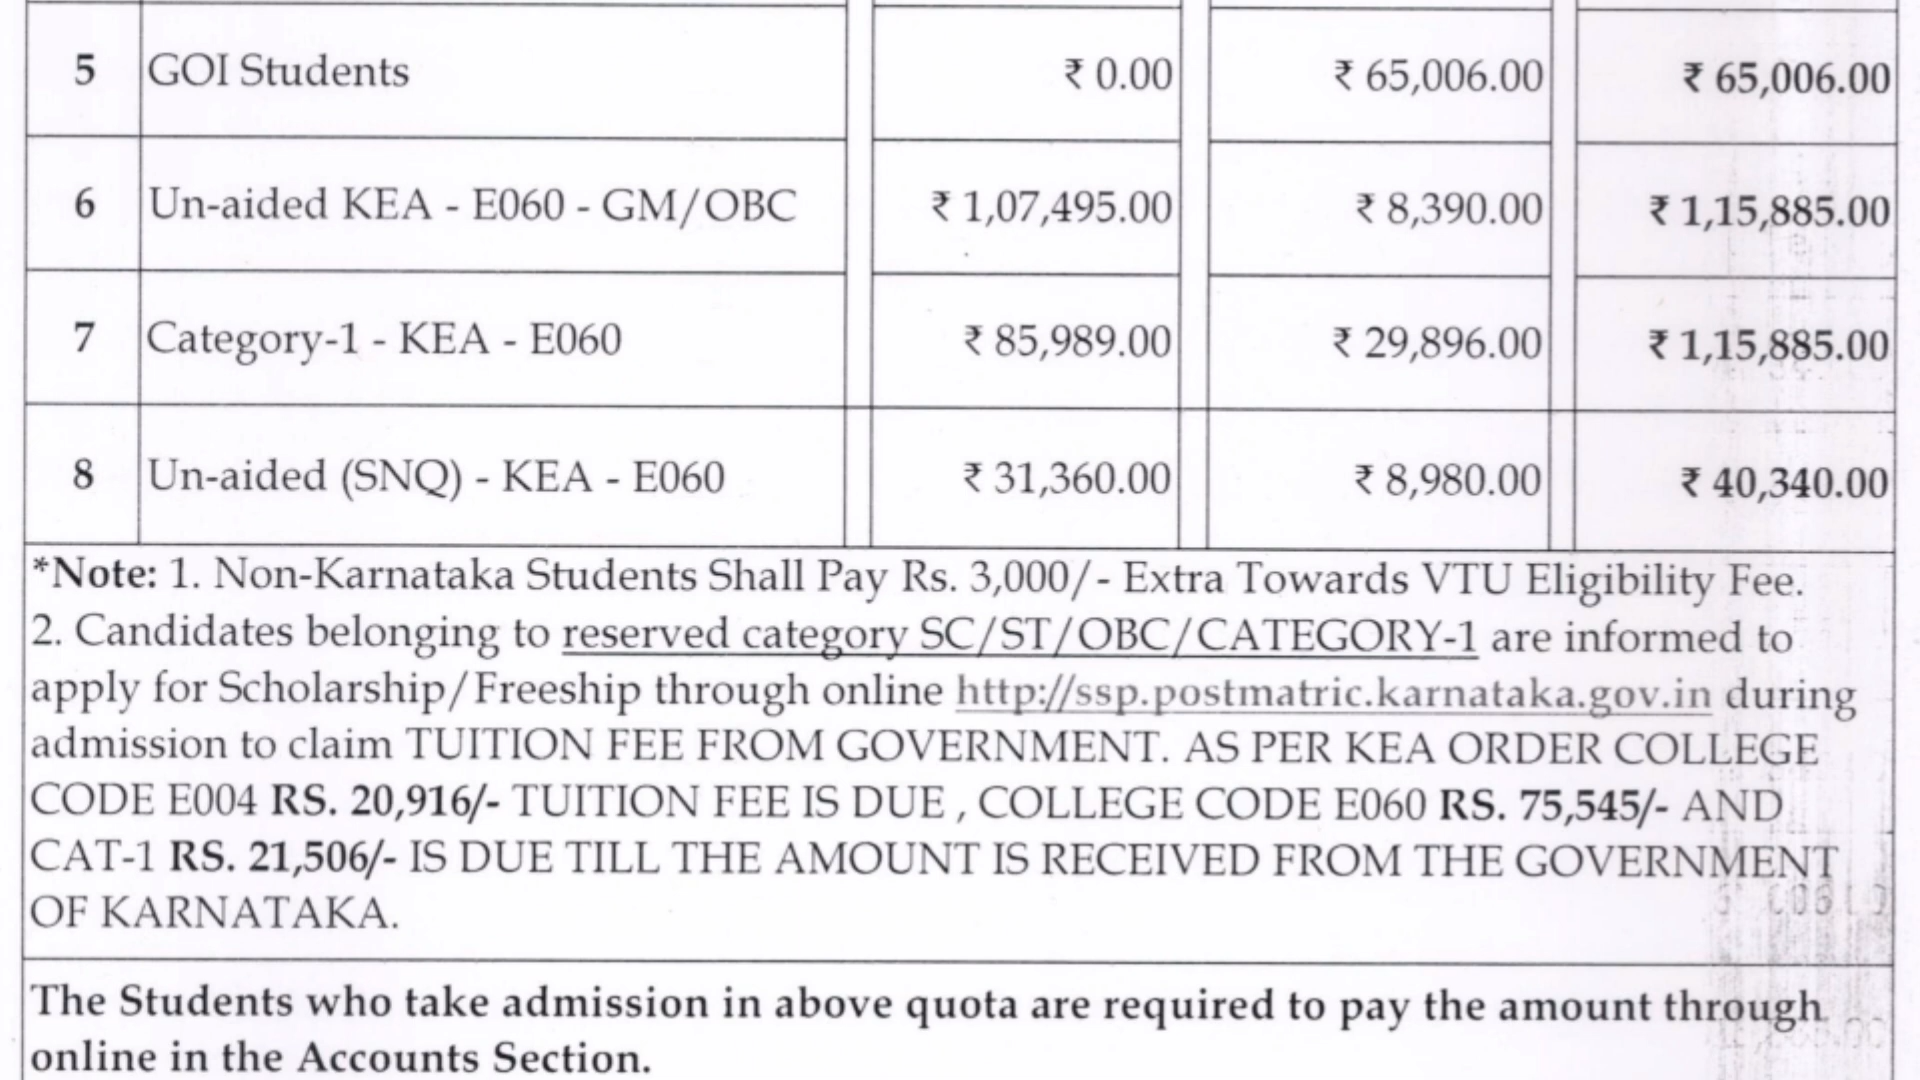 5 GOI Students ₹ 0.00 ₹ 65,006.00 ₹ 65,006.00
6 Un-aided KEA - E060 - GM/OBC ₹ 1,07,495.00 ₹ 8,390.00 ₹ 1,15,885.00
7 Category-1 - KEA - E060 ₹ 85,989.00 ₹ 29,896.00 ₹ 1,15,885.00
8 Un-aided (SNQ) - KEA - E060 ₹ 31,360.00 ₹ 8,980.00 ₹ 40,340.00
*Note: 1. Non-Karnataka Students Shall Pay Rs. 3,000/- Extra Towards VTU Eligibility Fee.
2. Candidates belonging to reserved category SC/ST/OBC/CATEGORY-1 are informed to
apply for Scholarship/Freeship through online http://ssp.postmatric.karnataka.gov.in during
admission to claim TUITION FEE FROM GOVERNMENT. AS PER KEA ORDER COLLEGE
CODE E004 RS. 20,916/- TUITION FEE IS DUE , COLLEGE CODE E060 RS. 75,545/- AND
CAT-1 RS. 21,506/- IS DUE TILL THE AMOUNT IS RECEIVED FROM THE GOVERNMENT
OF KARNATAKA.
The Students who take admission in above quota are required to pay the amount through
online in the Accounts Section.